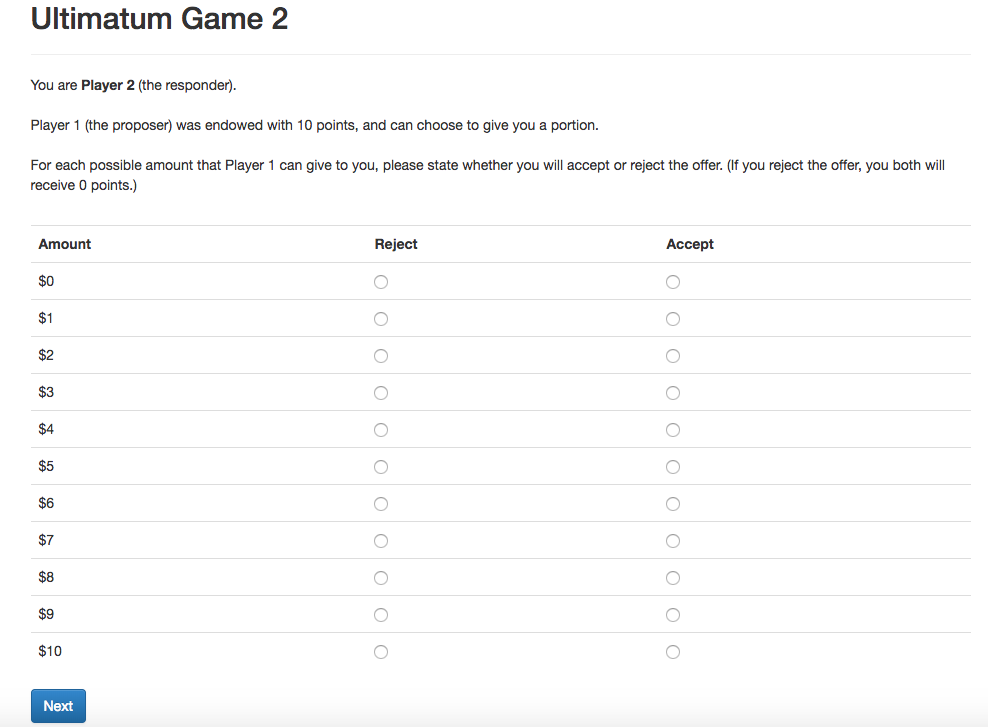 Ultimatum Game 2
You are Player 2 (the responder).
Player 1 (the proposer) was endowed with 10 points, and can choose to give you a portion.
For each possible amount that Player 1 can give to you, please state whether you will accept or reject the offer. (If you reject the offer, you both will
receive 0 points.)
Amount Reject Accept
$0
$1
$2
$3
$4
$5
$6
$7
$8
$9
$10
Next